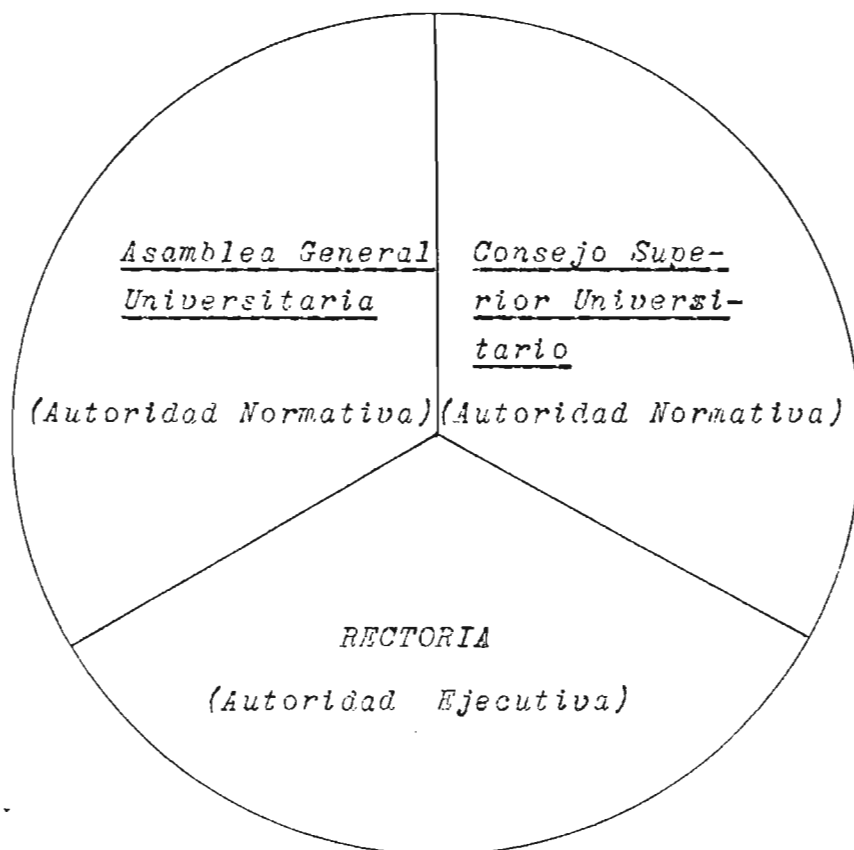 Asamblea General
Universitaria
(Autoridad Normativa)
Consejo Supe-
rior Universi-
tario
(Autoridad Normativa)
RECTORIA
(Autoridad Ejecutiva)